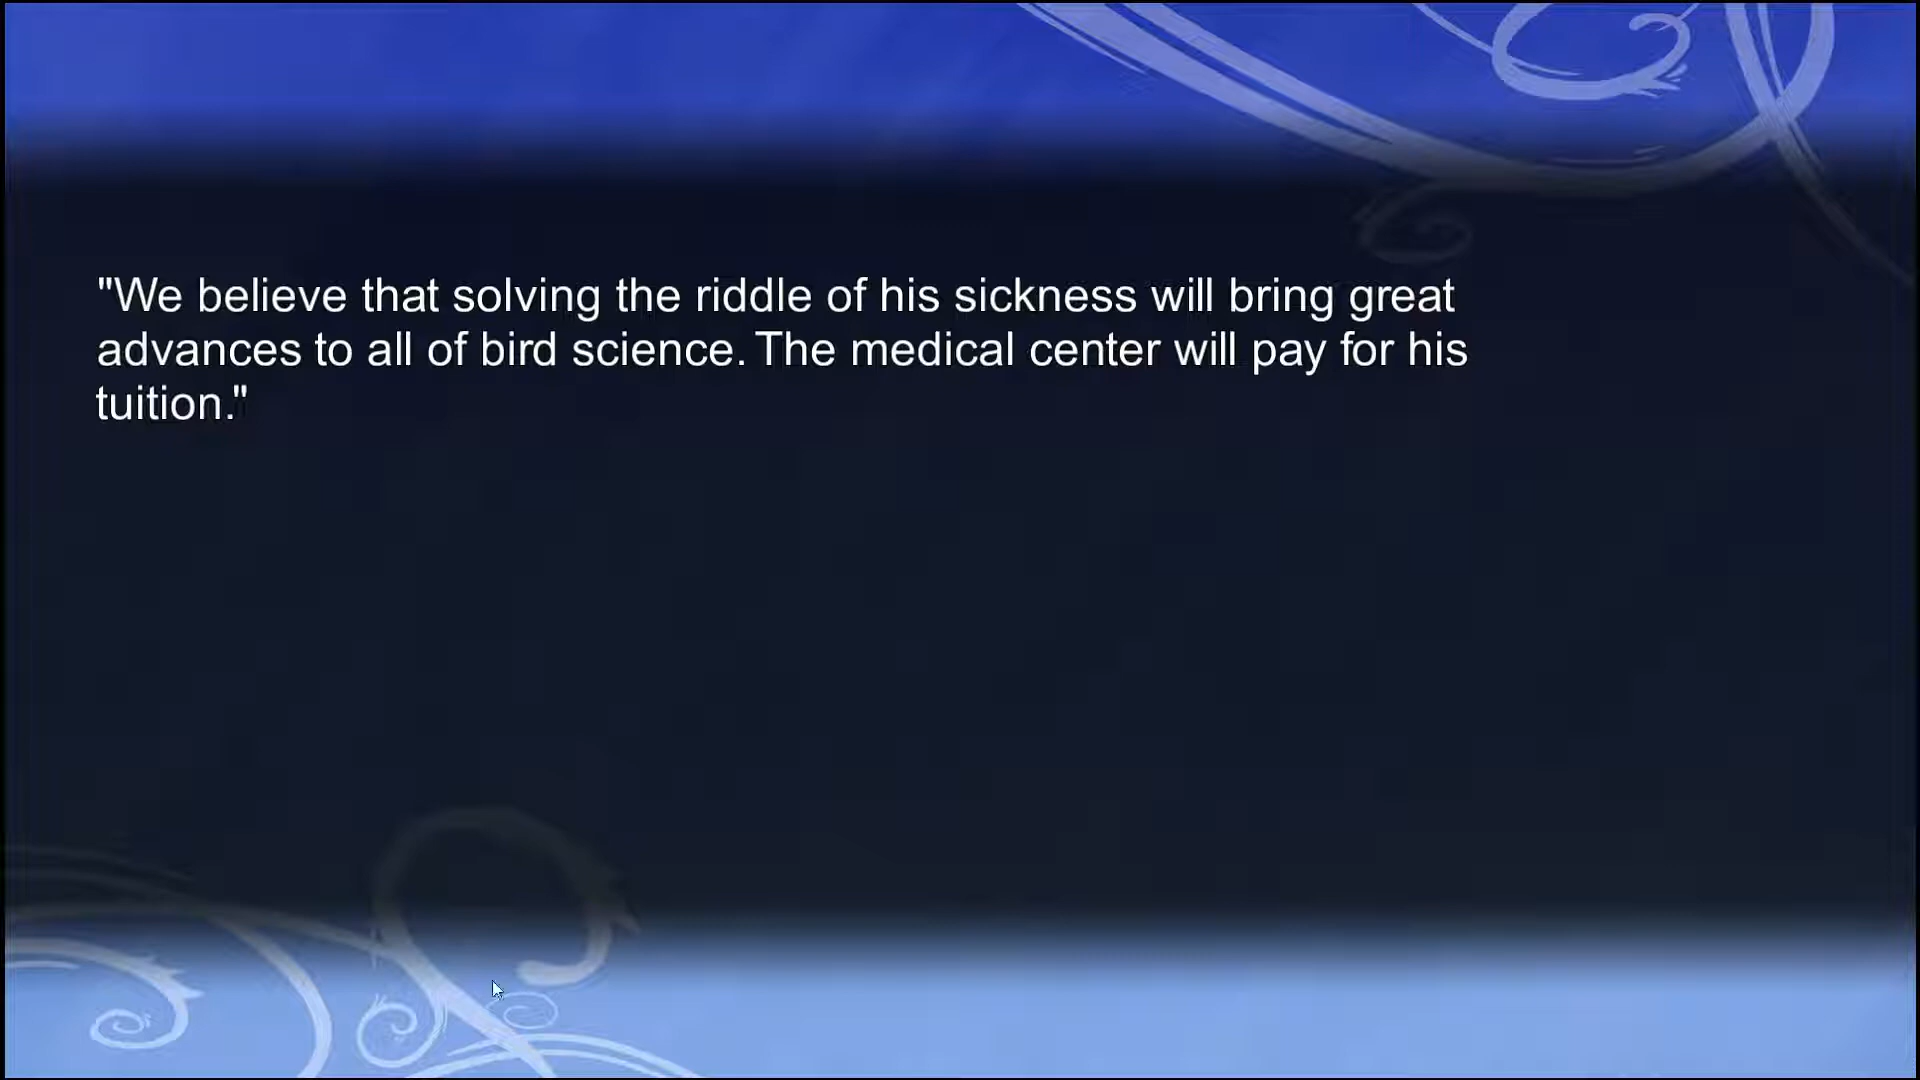 "We believe that solving the riddle of his sickness will bring great
advances to all of bird science. The medical center will pay for his
tuition."